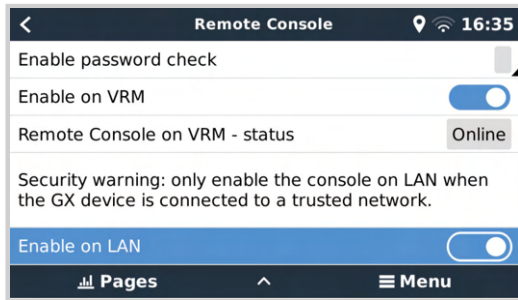 Remote Console
16:35
Enable password check
Enable on VRM
Remote Console on VRM - status
Online
Security warning: only enable the console on LAN when
the GX device is connected to a trusted network.
Enable on LAN
Pages
Menu